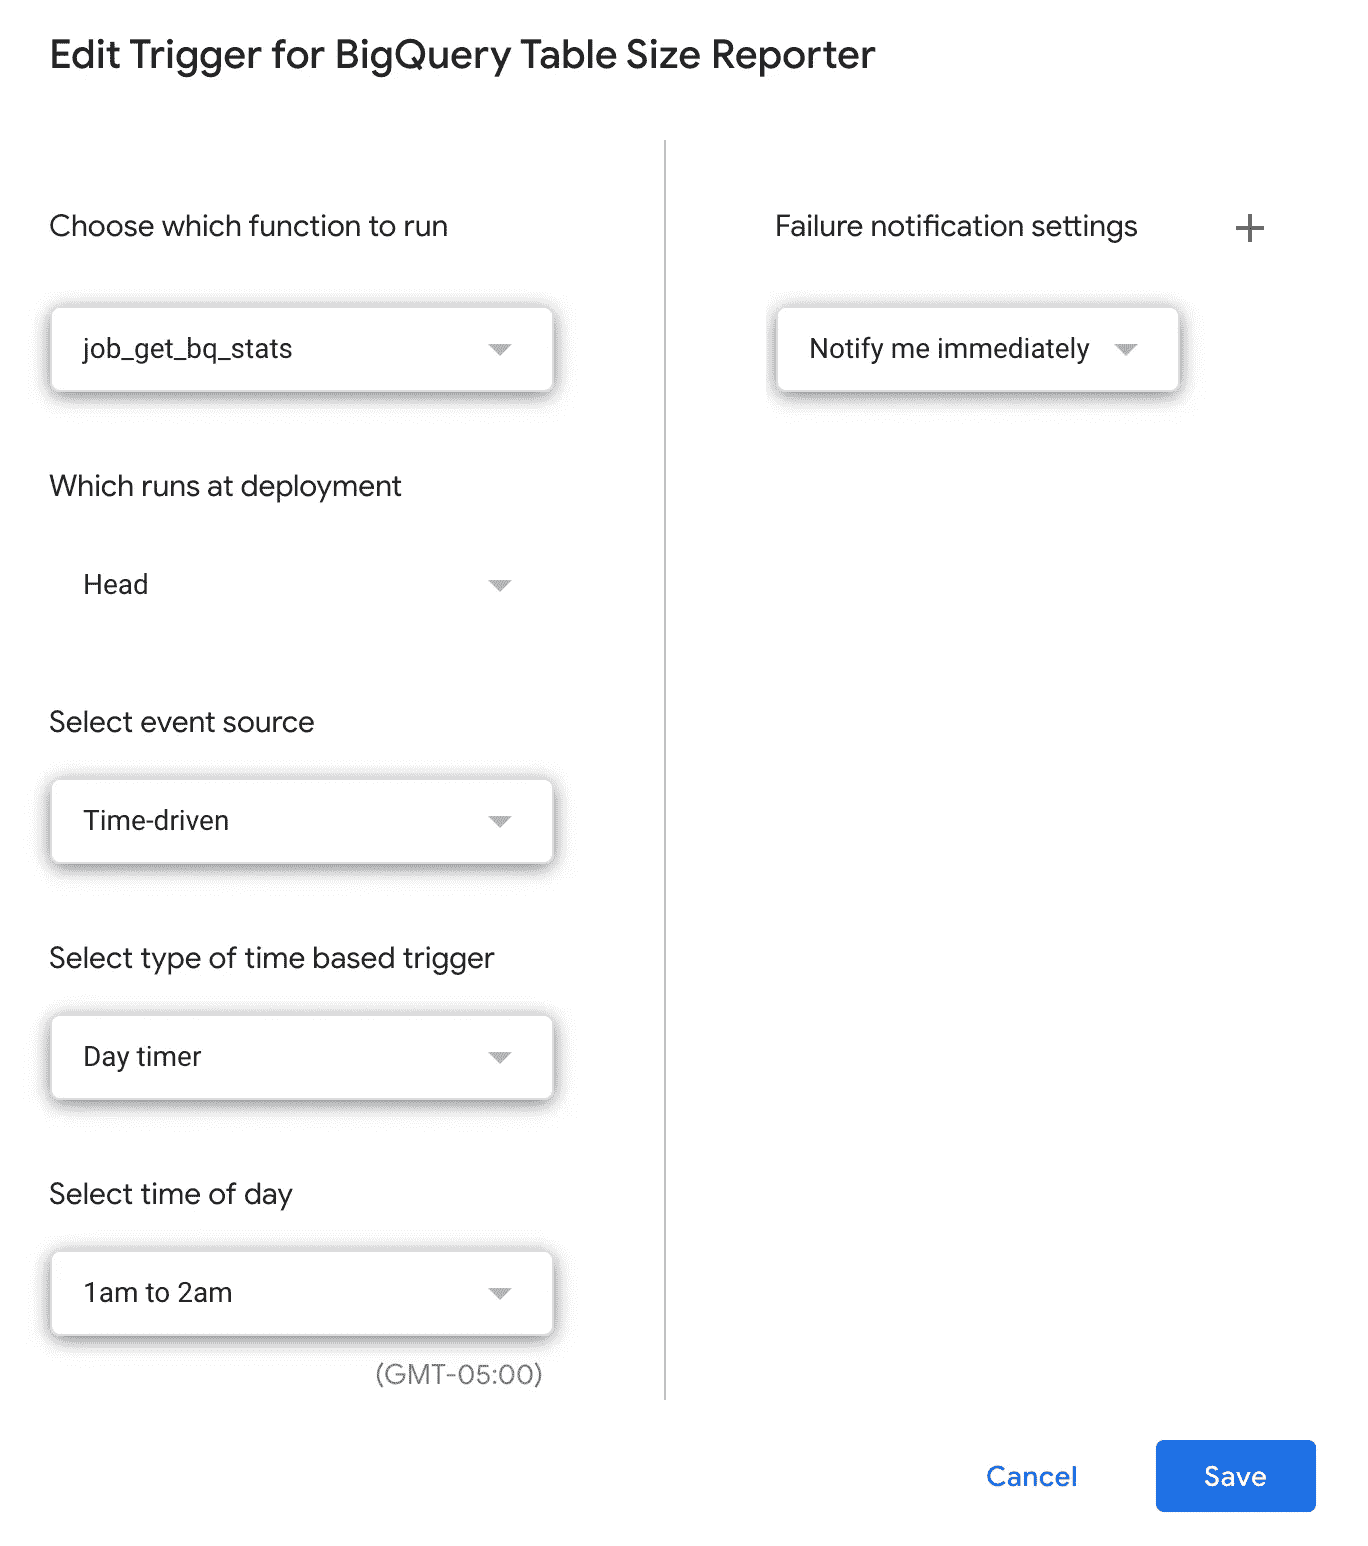 Edit Trigger for BigQuery Table Size Reporter
Choose which function to run
job_get_bq_stats
Which runs at deployment
Head
Select event source
Time-driven
Select type of time based trigger
Day timer
Select time of day
1am to 2am
(GMT-05:00)
Failure notification settings
Notify me immediately
Cancel
Save